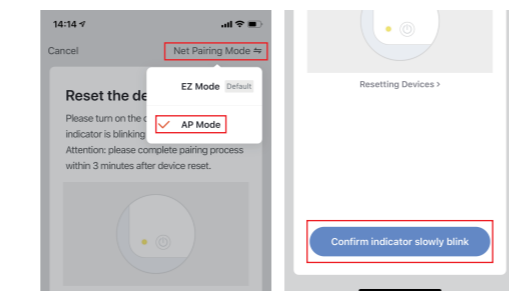 14:14
Cancel
Net Pairing Mode ⇋
EZ Mode Default
AP Mode
Reset the de
Please turn on the
indicator is blinking
Attention: please complete pairing process
within 3 minutes after device reset.
Resetting Devices >
Confirm indicator slowly blink